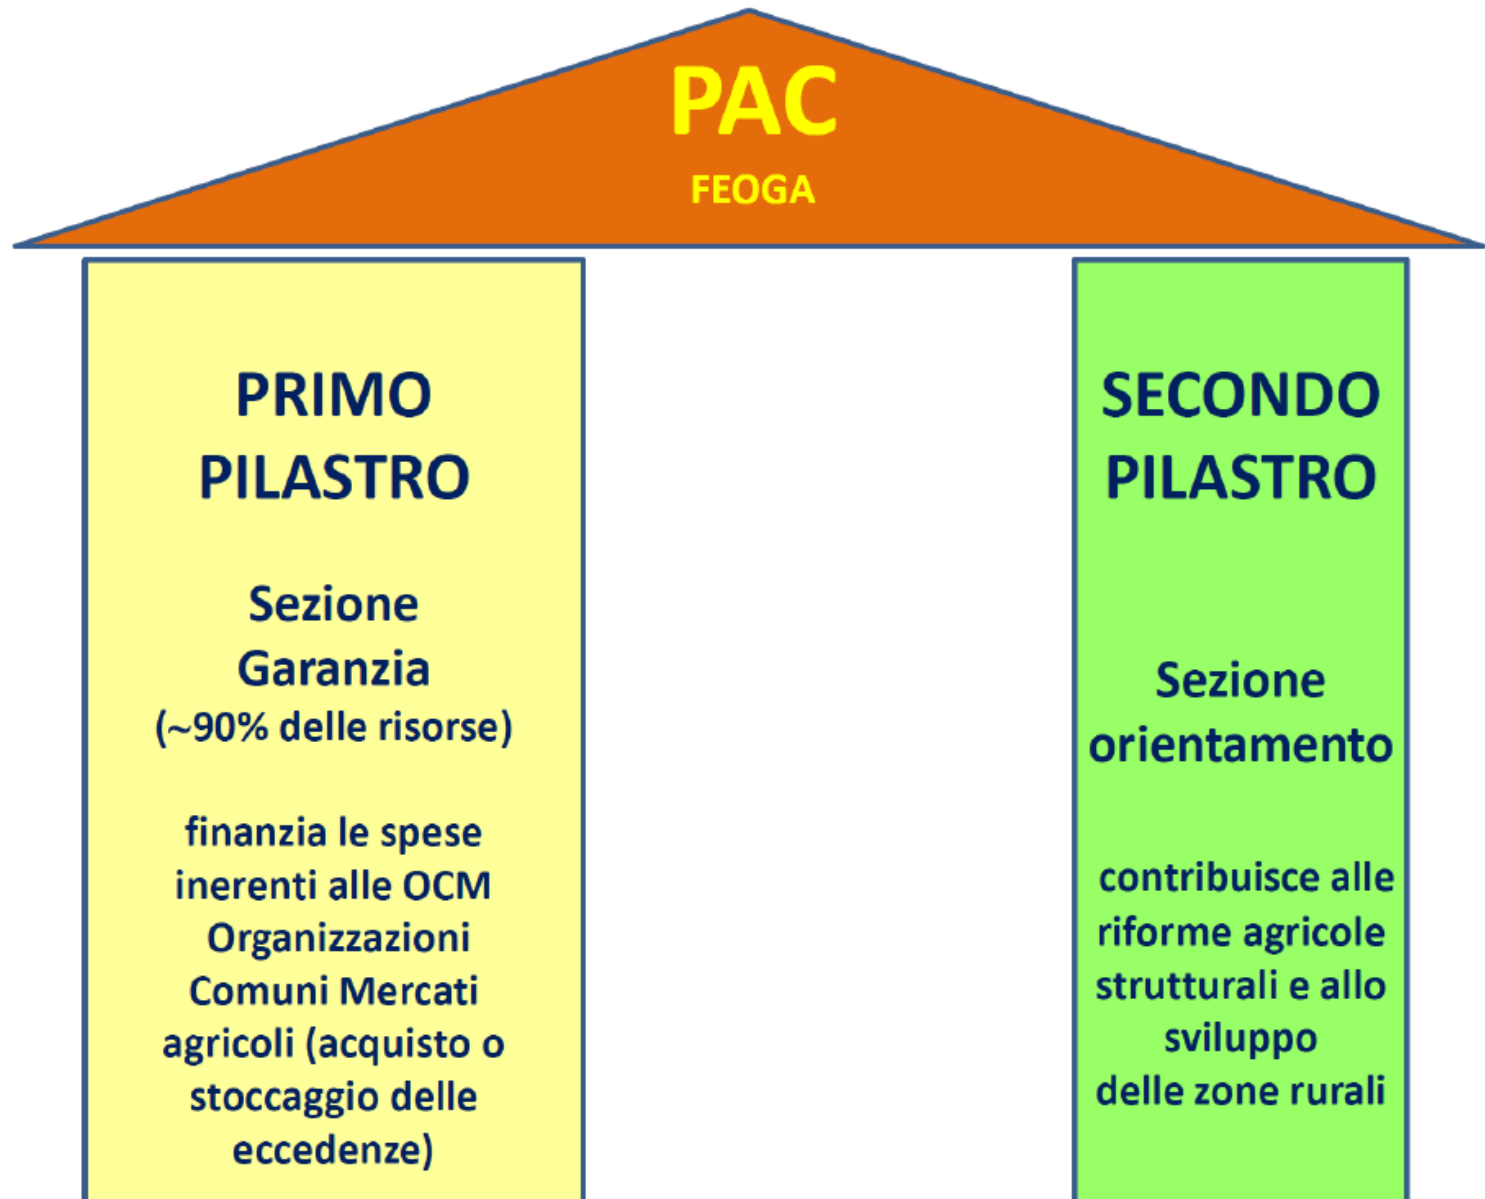 PAC
FEOGA
PRIMO
PILASTRO
Sezione
Garanzia
(~90% delle risorse)
finanzia le spese
inerenti alle OCM
Organizzazioni
Comuni Mercati
agricoli (acquisto o
stoccaggio delle
eccedenze)
SECONDO
PILASTRO
Sezione
orientamento
contribuisce alle
riforme agricole
strutturali e allo
sviluppo
delle zone rurali